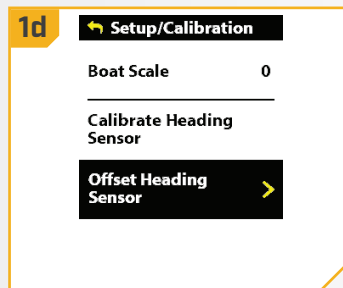 1d
Setup/Calibration
Boat Scale 0
Calibrate Heading
Sensor
Offset Heading
Sensor